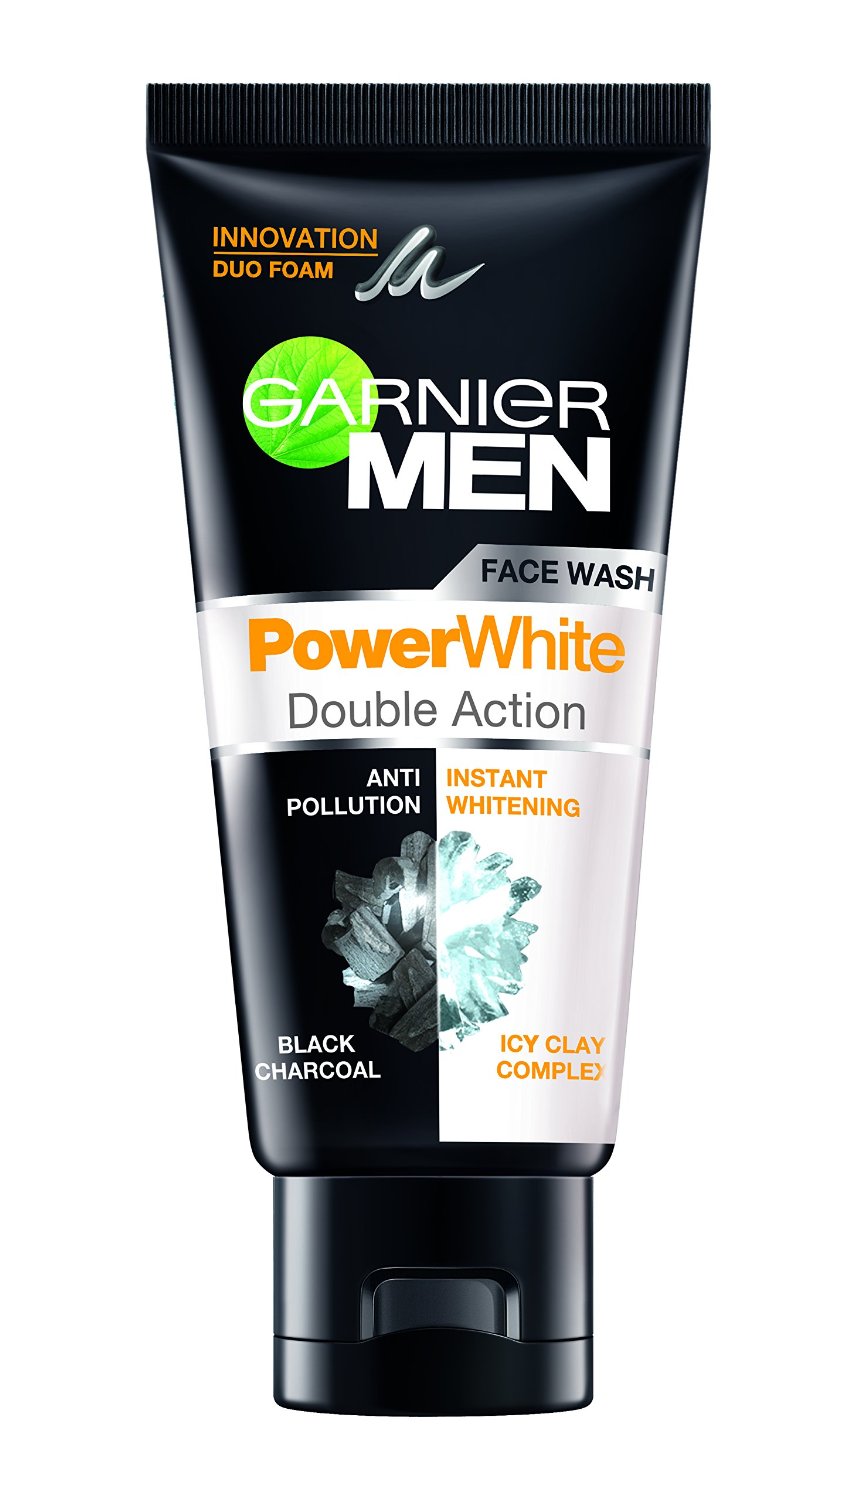 INNOVATION
DUO FOAM
GARNIER
MEN
FACE WASH
PowerWhite
Double Action
ANTI
POLLUTION
INSTANT
WHITENING
BLACK
CHARCOAL
ICY CLAY
COMPLEX